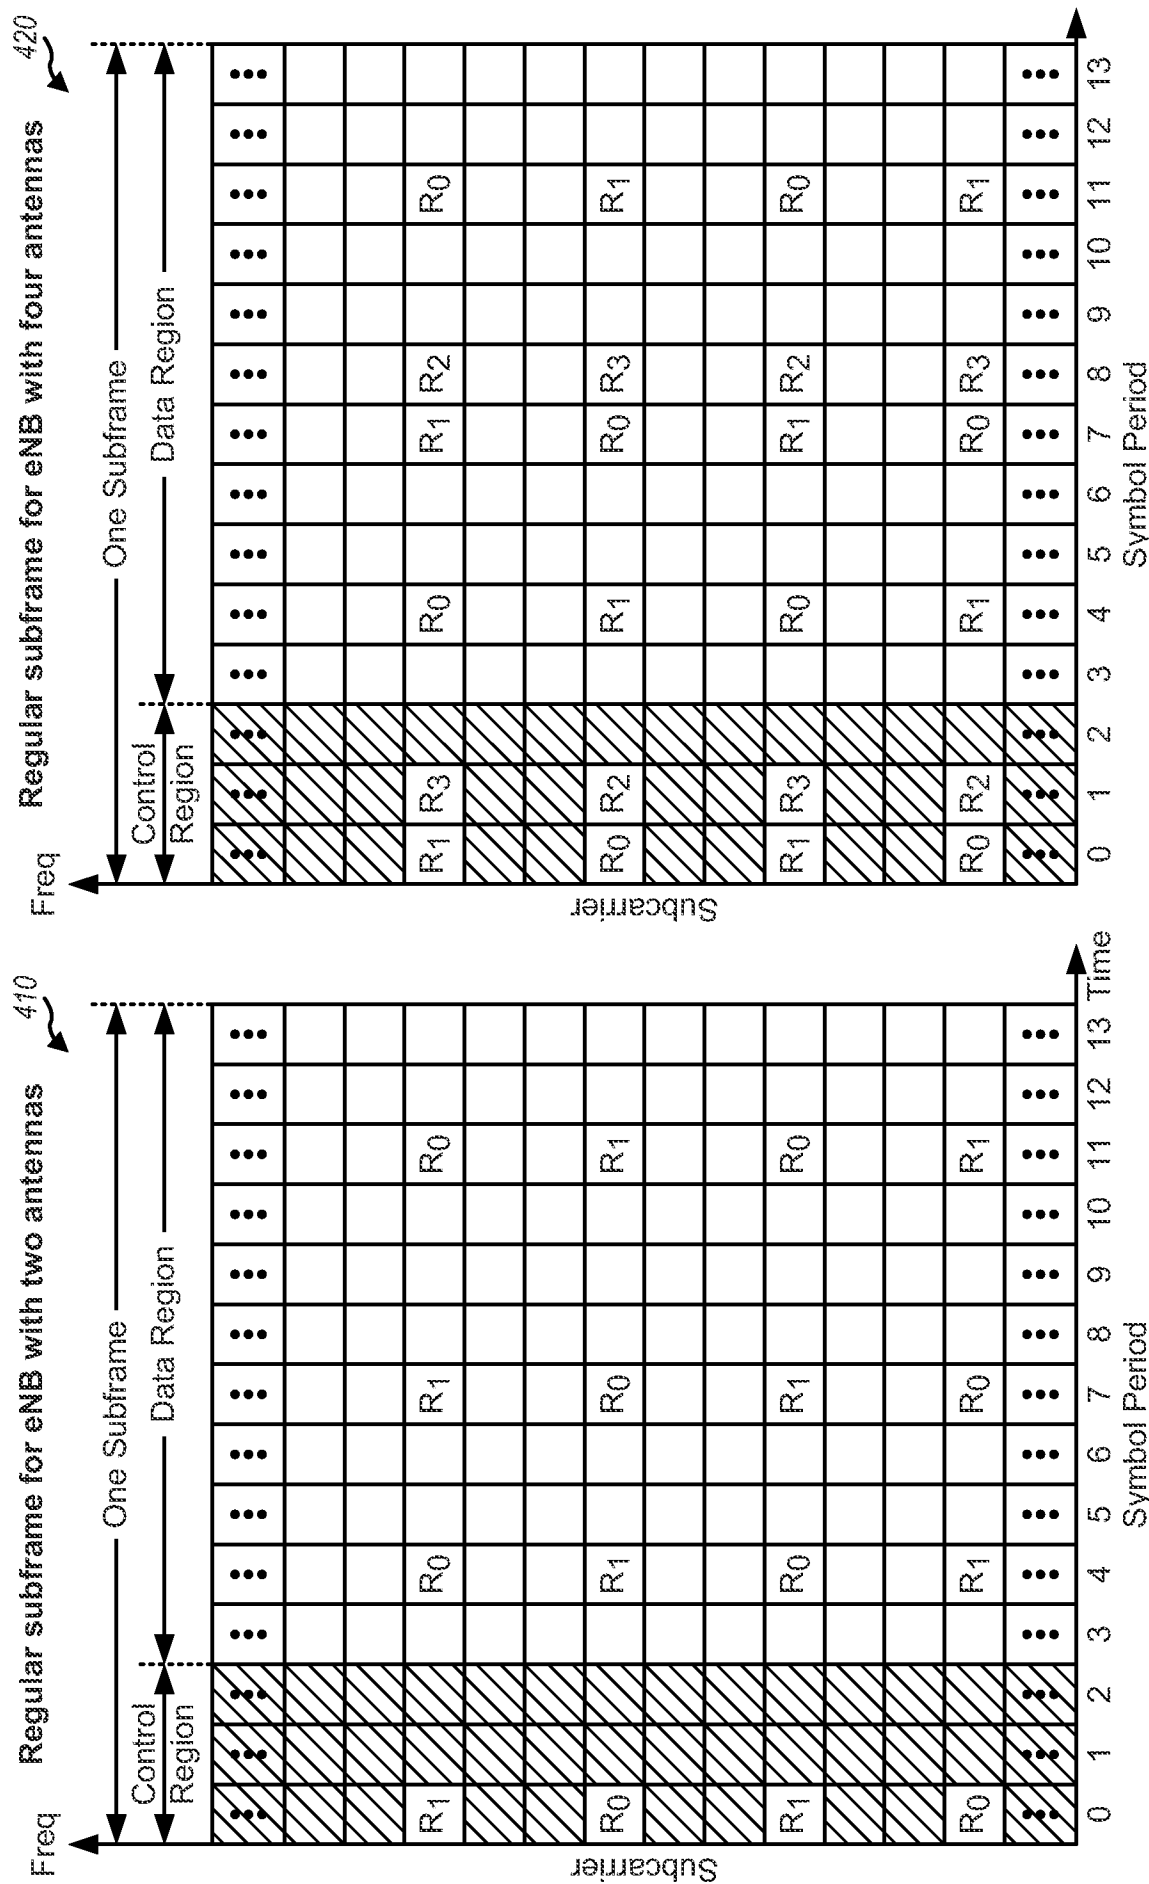 410
Regular subframe for eNB with two antennas
Freq
One Subframe
Control
Region
Data Region
Subcarrier
R1 R0 R1 R0
R0 R1 R0 R1
R1 R0 R1 R0
R0 R1 R0 R1
0 1 2 3 4 5 6 7 8 9 10 11 12 13 Time
Symbol Period
420
Regular subframe for eNB with four antennas
Freq
One Subframe
Control
Region
Data Region
Subcarrier
R1 R3 R0 R1 R2 R0
R0 R2 R1 R0 R3 R1
R1 R3 R0 R1 R2 R0
R0 R2 R1 R0 R3 R1
0 1 2 3 4 5 6 7 8 9 10 11 12 13
Symbol Period